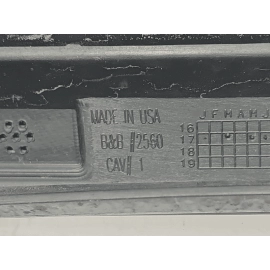 MADE IN USA
B&B // 2560
CAV// 1
J F M A M J
16
17
18
19